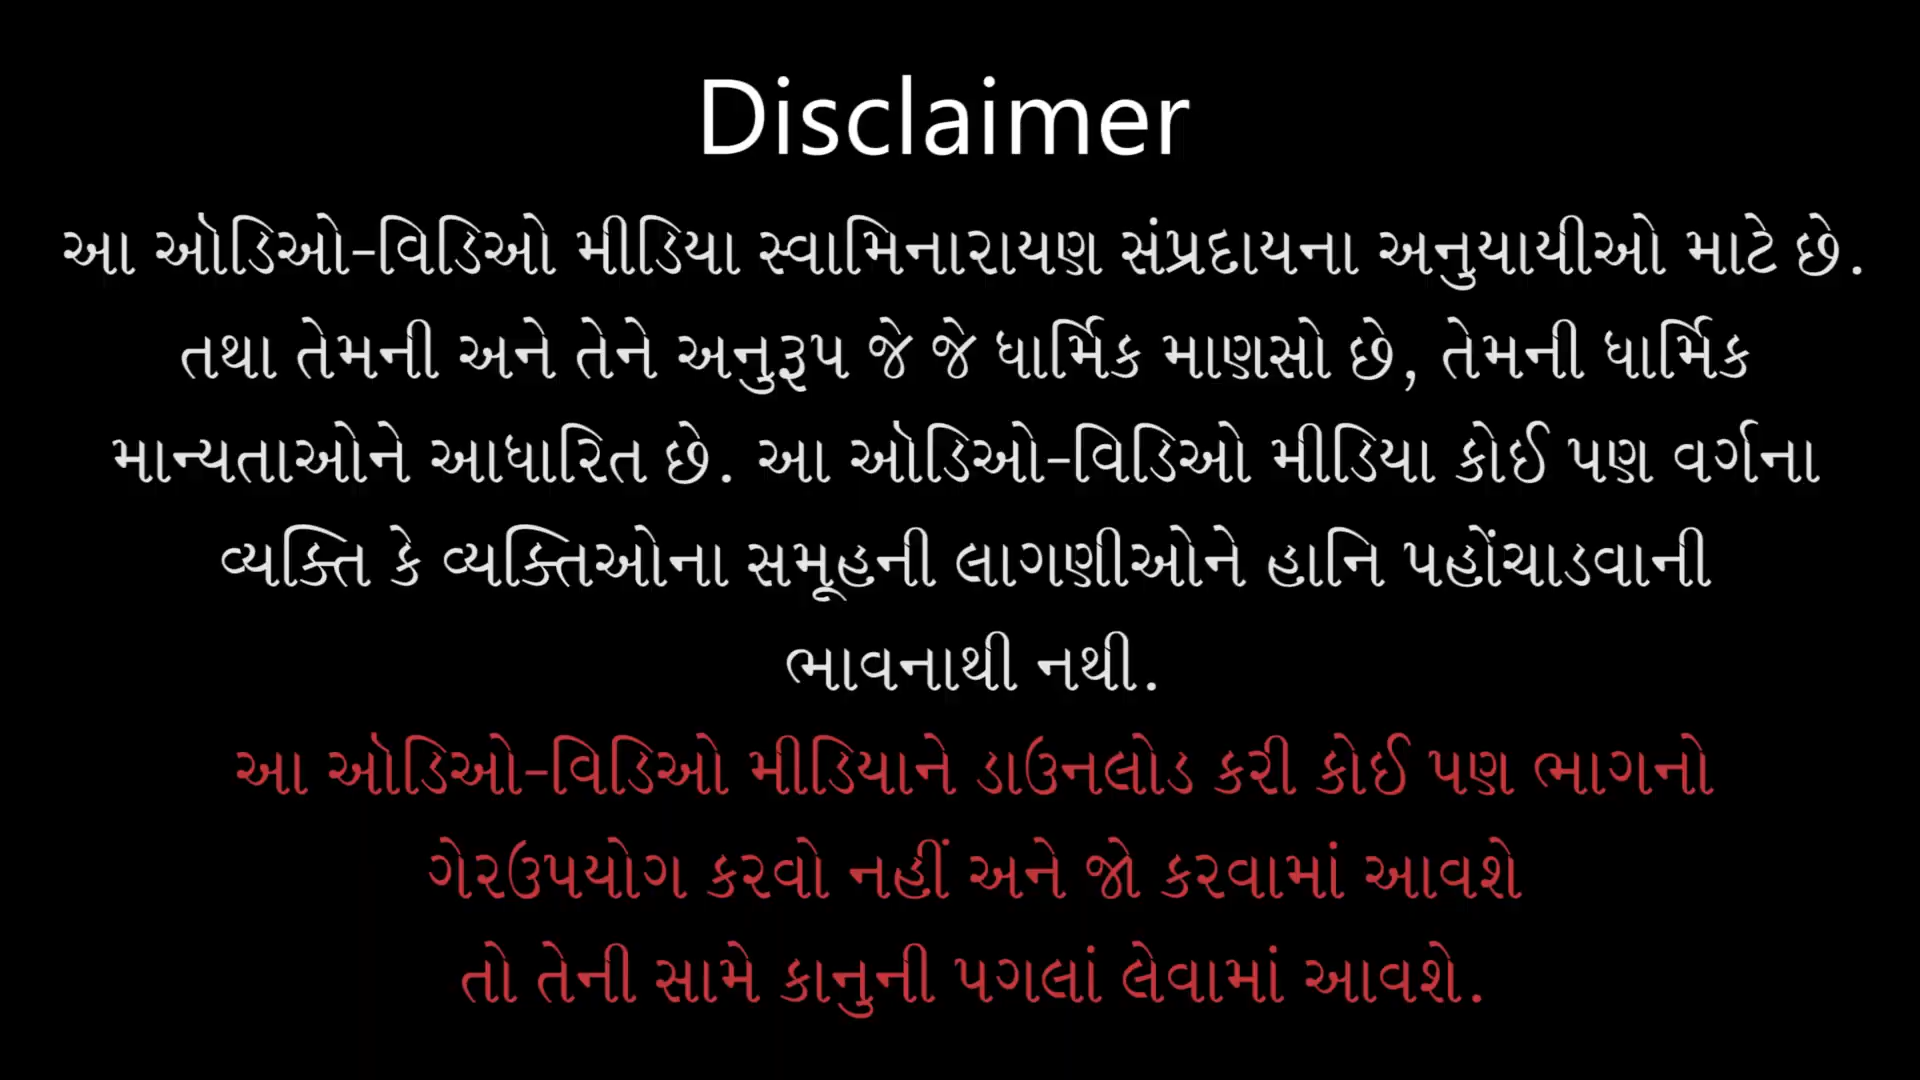 Disclaimer
આ ઓડિઓ-વિડિઓ મીડિયા સ્વામિનારાયણ સંપ્રદાયના અનુયાયીઓ માટે છે.
તથા તેમની અને તેને અનુરૂપ જે જે ધાર્મિક માણસો છે, તેમની ધાર્મિક
માન્યતાઓને આધારિત છે. આ ઓડિઓ-વિડિઓ મીડિયા કોઈ પણ વર્ગના
વ્યક્તિ કે વ્યક્તિઓના સમૂહની લાગણીઓને હાનિ પહોંચાડવાની
ભાવનાથી નથી.
આ ઓડિઓ-વિડિઓ મીડિયાને ડાઉનલોડ કરી કોઈ પણ ભાગનો
ગેરઉપયોગ કરવો નહીં અને જો કરવામાં આવશે
તો તેની સામે કાનુની પગલાં લેવામાં આવશે.